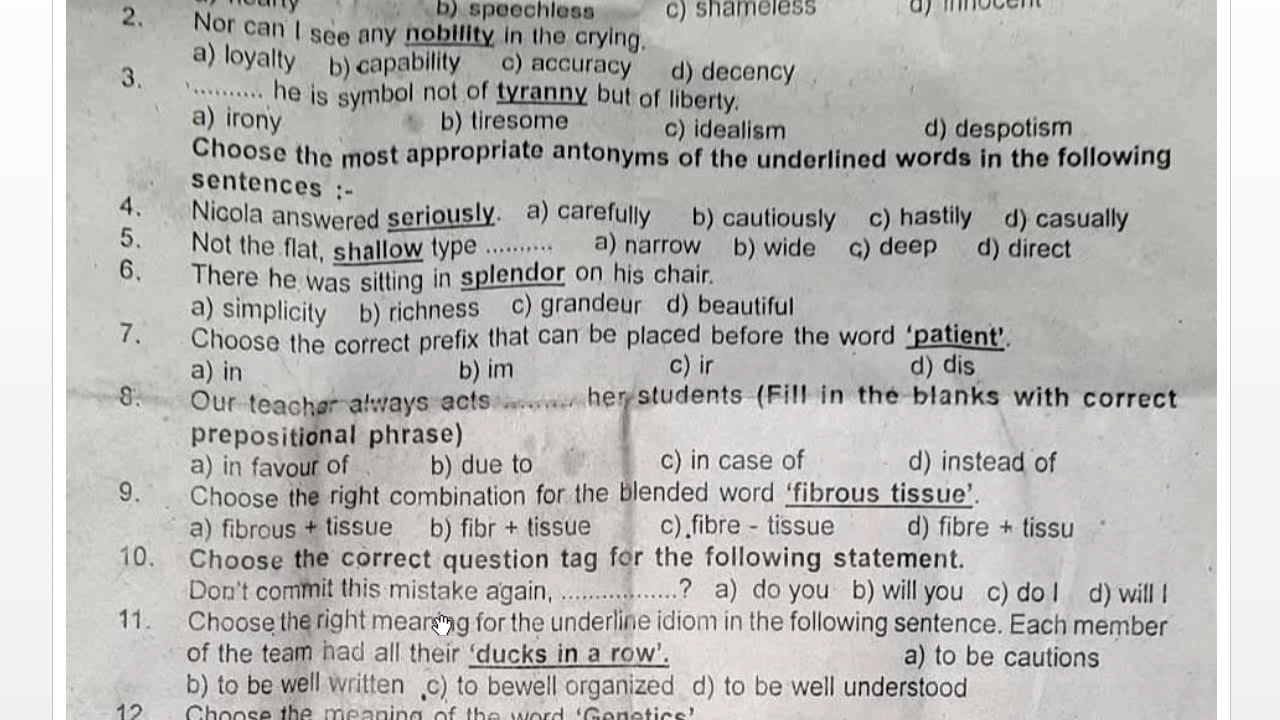 b) speechless c) shameless d) innocent
2. Nor can I see any nobility in the crying.
a) loyalty b) capability c) accuracy d) decency
3. .......... he is symbol not of tyranny but of liberty.
a) irony b) tiresome c) idealism d) despotism
Choose the most appropriate antonyms of the underlined words in the following
sentences :-
4. Nicola answered seriously. a) carefully b) cautiously c) hastily d) casually
5. Not the flat, shallow type .......... a) narrow b) wide c) deep d) direct
6. There he was sitting in splendor on his chair.
a) simplicity b) richness c) grandeur d) beautiful
7. Choose the correct prefix that can be placed before the word 'patient'.
a) in b) im c) ir d) dis
8. Our teacher always acts .......... her students (Fill in the blanks with correct
prepositional phrase)
a) in favour of b) due to c) in case of d) instead of
9. Choose the right combination for the blended word 'fibrous tissue'.
a) fibrous + tissue b) fibr + tissue c) fibre - tissue d) fibre + tissu
10. Choose the correct question tag for the following statement.
Don't commit this mistake again, .................? a) do you b) will you c) do I d) will I
11. Choose the right meaning for the underline idiom in the following sentence. Each member
of the team had all their 'ducks in a row'. a) to be cautions
b) to be well written c) to bewell organized d) to be well understood
12. Choose the meaning of the word 'Genetics'